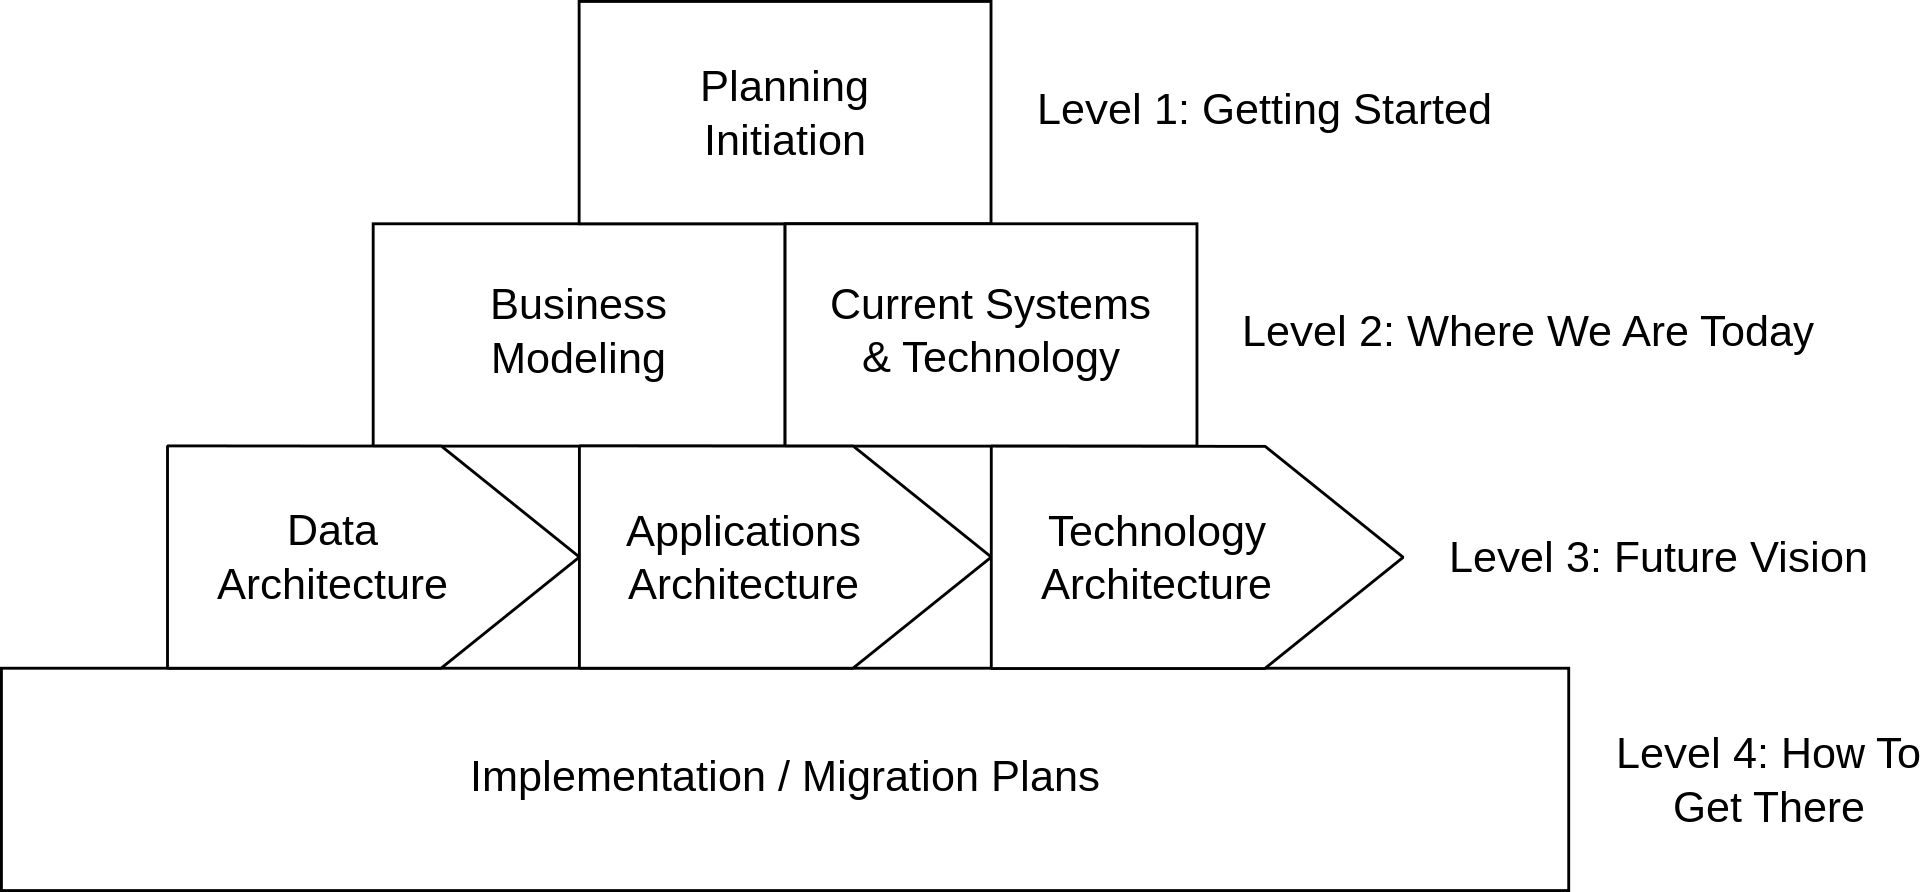 Planning
Initiation
Level 1: Getting Started
Business
Modeling
Current Systems
& Technology
Level 2: Where We Are Today
Data
Architecture
Applications
Architecture
Technology
Architecture
Level 3: Future Vision
Implementation / Migration Plans
Level 4: How To
Get There